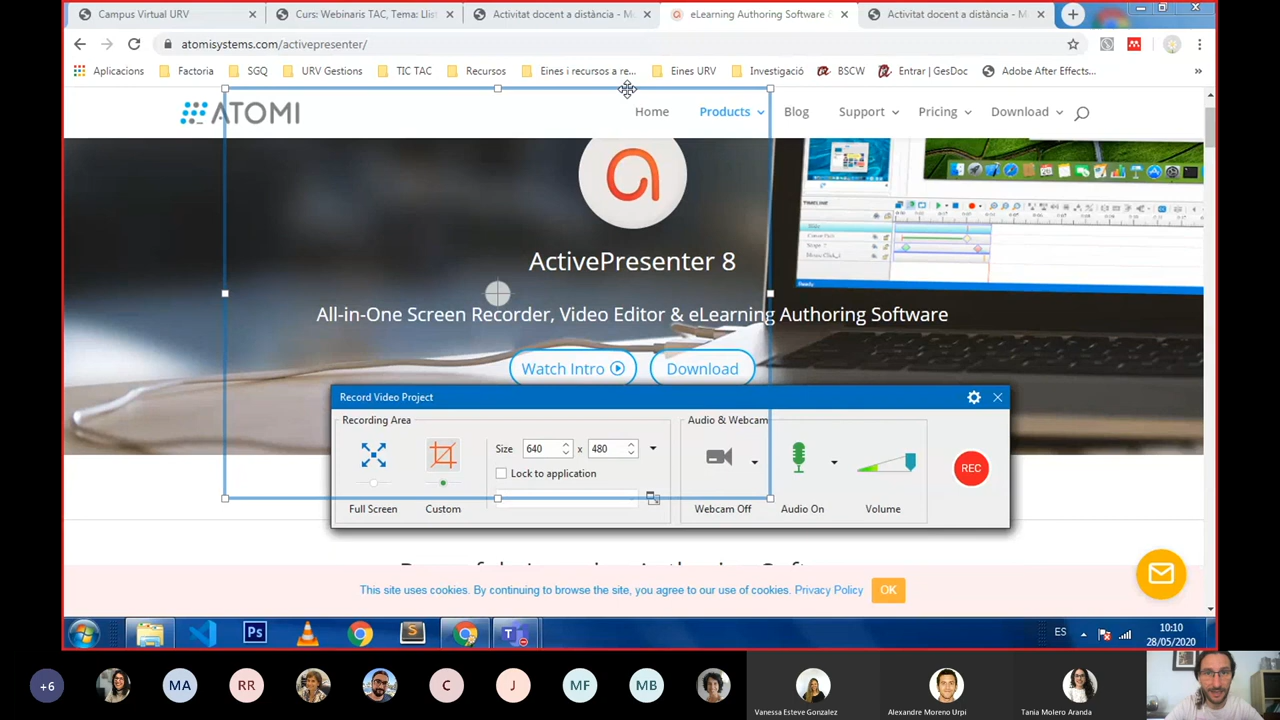 Campus Virtual URV
Curs: Webinaris TAC, Tema: Llist
Activitat docent a distància - M
eLearning Authoring Software &
Activitat docent a distància - M
atomisystems.com/activepresenter/
Aplicacions
Factoria
SGQ
URV Gestions
TIC TAC
Recursos
Eines i recursos a re...
Eines URV
Investigació
BSCW
Entrar | GesDoc
Adobe After Effects...
ATOMI
Home
Products
Blog
Support
Pricing
Download
TIMELINE
ActivePresenter 8
All-in-One Screen Recorder, Video Editor & eLearning Authoring Software
Watch Intro
Download
Record Video Project
Recording Area
Audio & Webcam
Size 640 x 480
Lock to application
REC
Full Screen
Custom
Webcam Off
Audio On
Volume
This site uses cookies. By continuing to browse the site, you agree to our use of cookies. Privacy Policy
OK
Ps
ES
10:10
28/05/2020
+6
MA
RR
C
J
MF
MB
Vanessa Esteve Gonzalez
Alexandre Moreno Urpi
Tania Molero Aranda